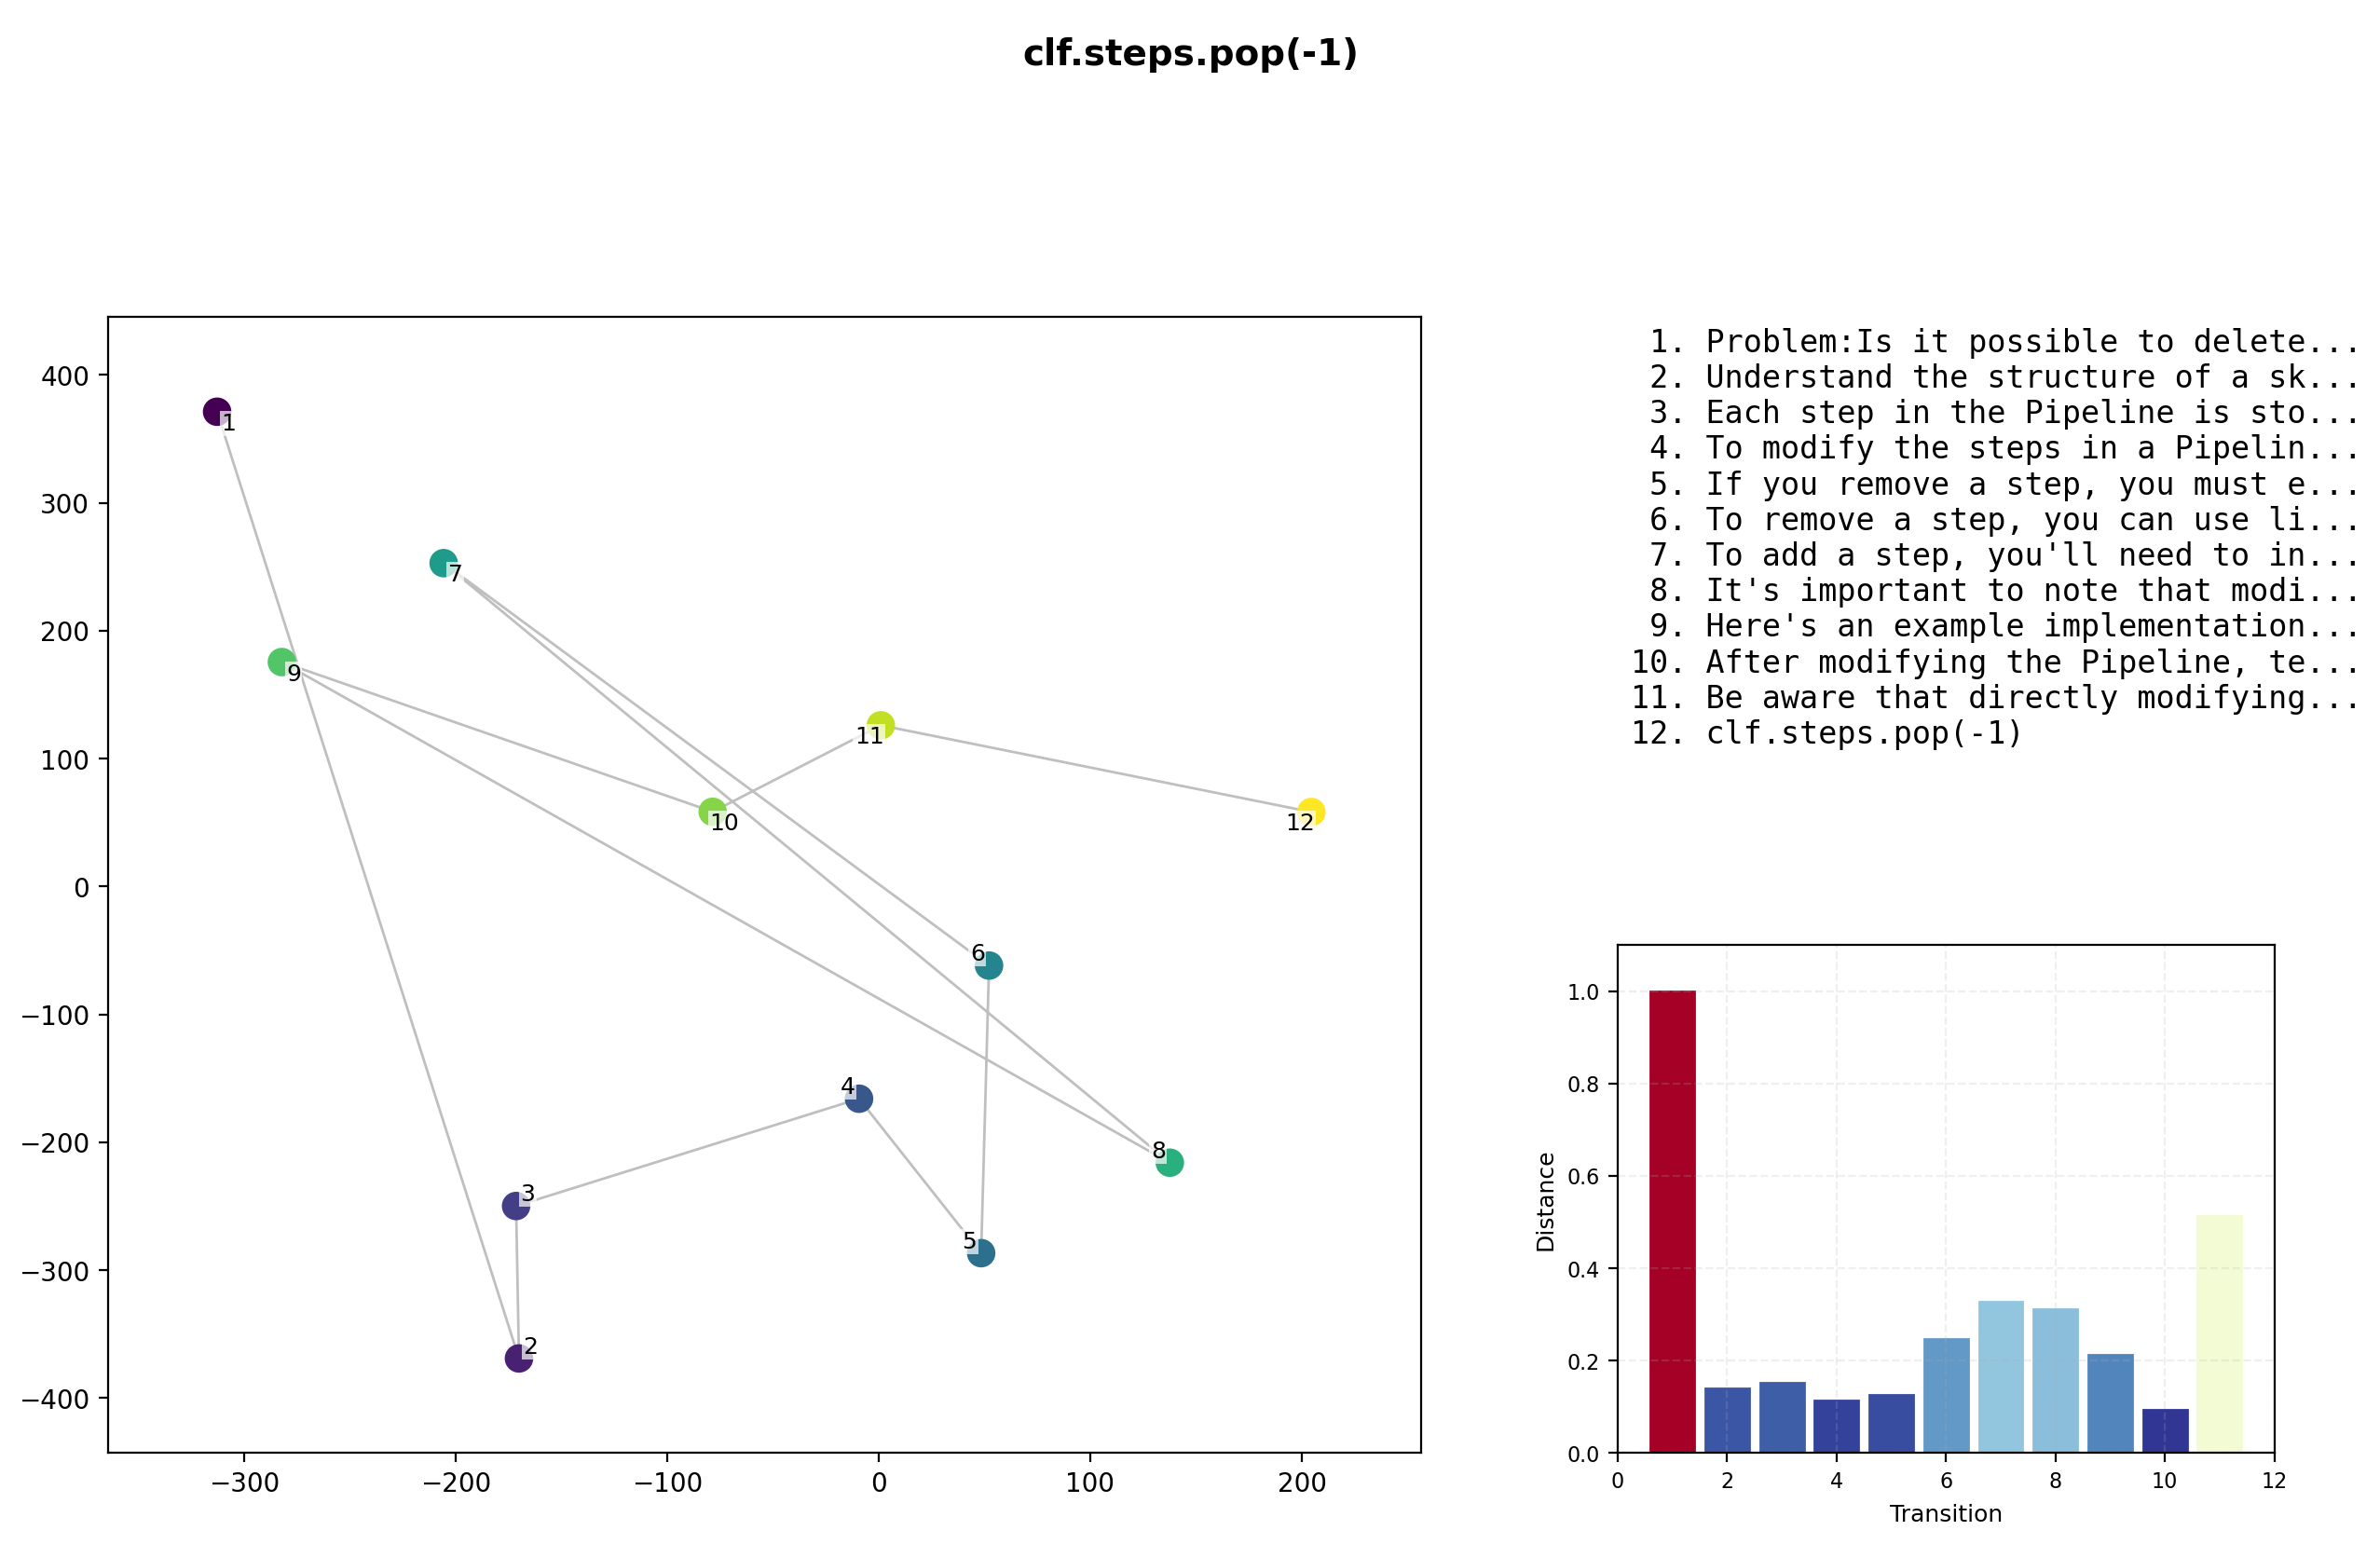 clf.steps.pop(-1)
400
300
200
100
0
−100
−200
−300
−400
−300
−200
−100
0
100
200
1
2
3
4
5
6
7
8
9
10
11
12
1. Problem:Is it possible to delete...
2. Understand the structure of a sk...
3. Each step in the Pipeline is sto...
4. To modify the steps in a Pipelin...
5. If you remove a step, you must e...
6. To remove a step, you can use li...
7. To add a step, you'll need to in...
8. It's important to note that modi...
9. Here's an example implementation...
10. After modifying the Pipeline, te...
11. Be aware that directly modifying...
12. clf.steps.pop(-1)
Distance
1.0
0.8
0.6
0.4
0.2
0.0
0
2
4
6
8
10
12
Transition